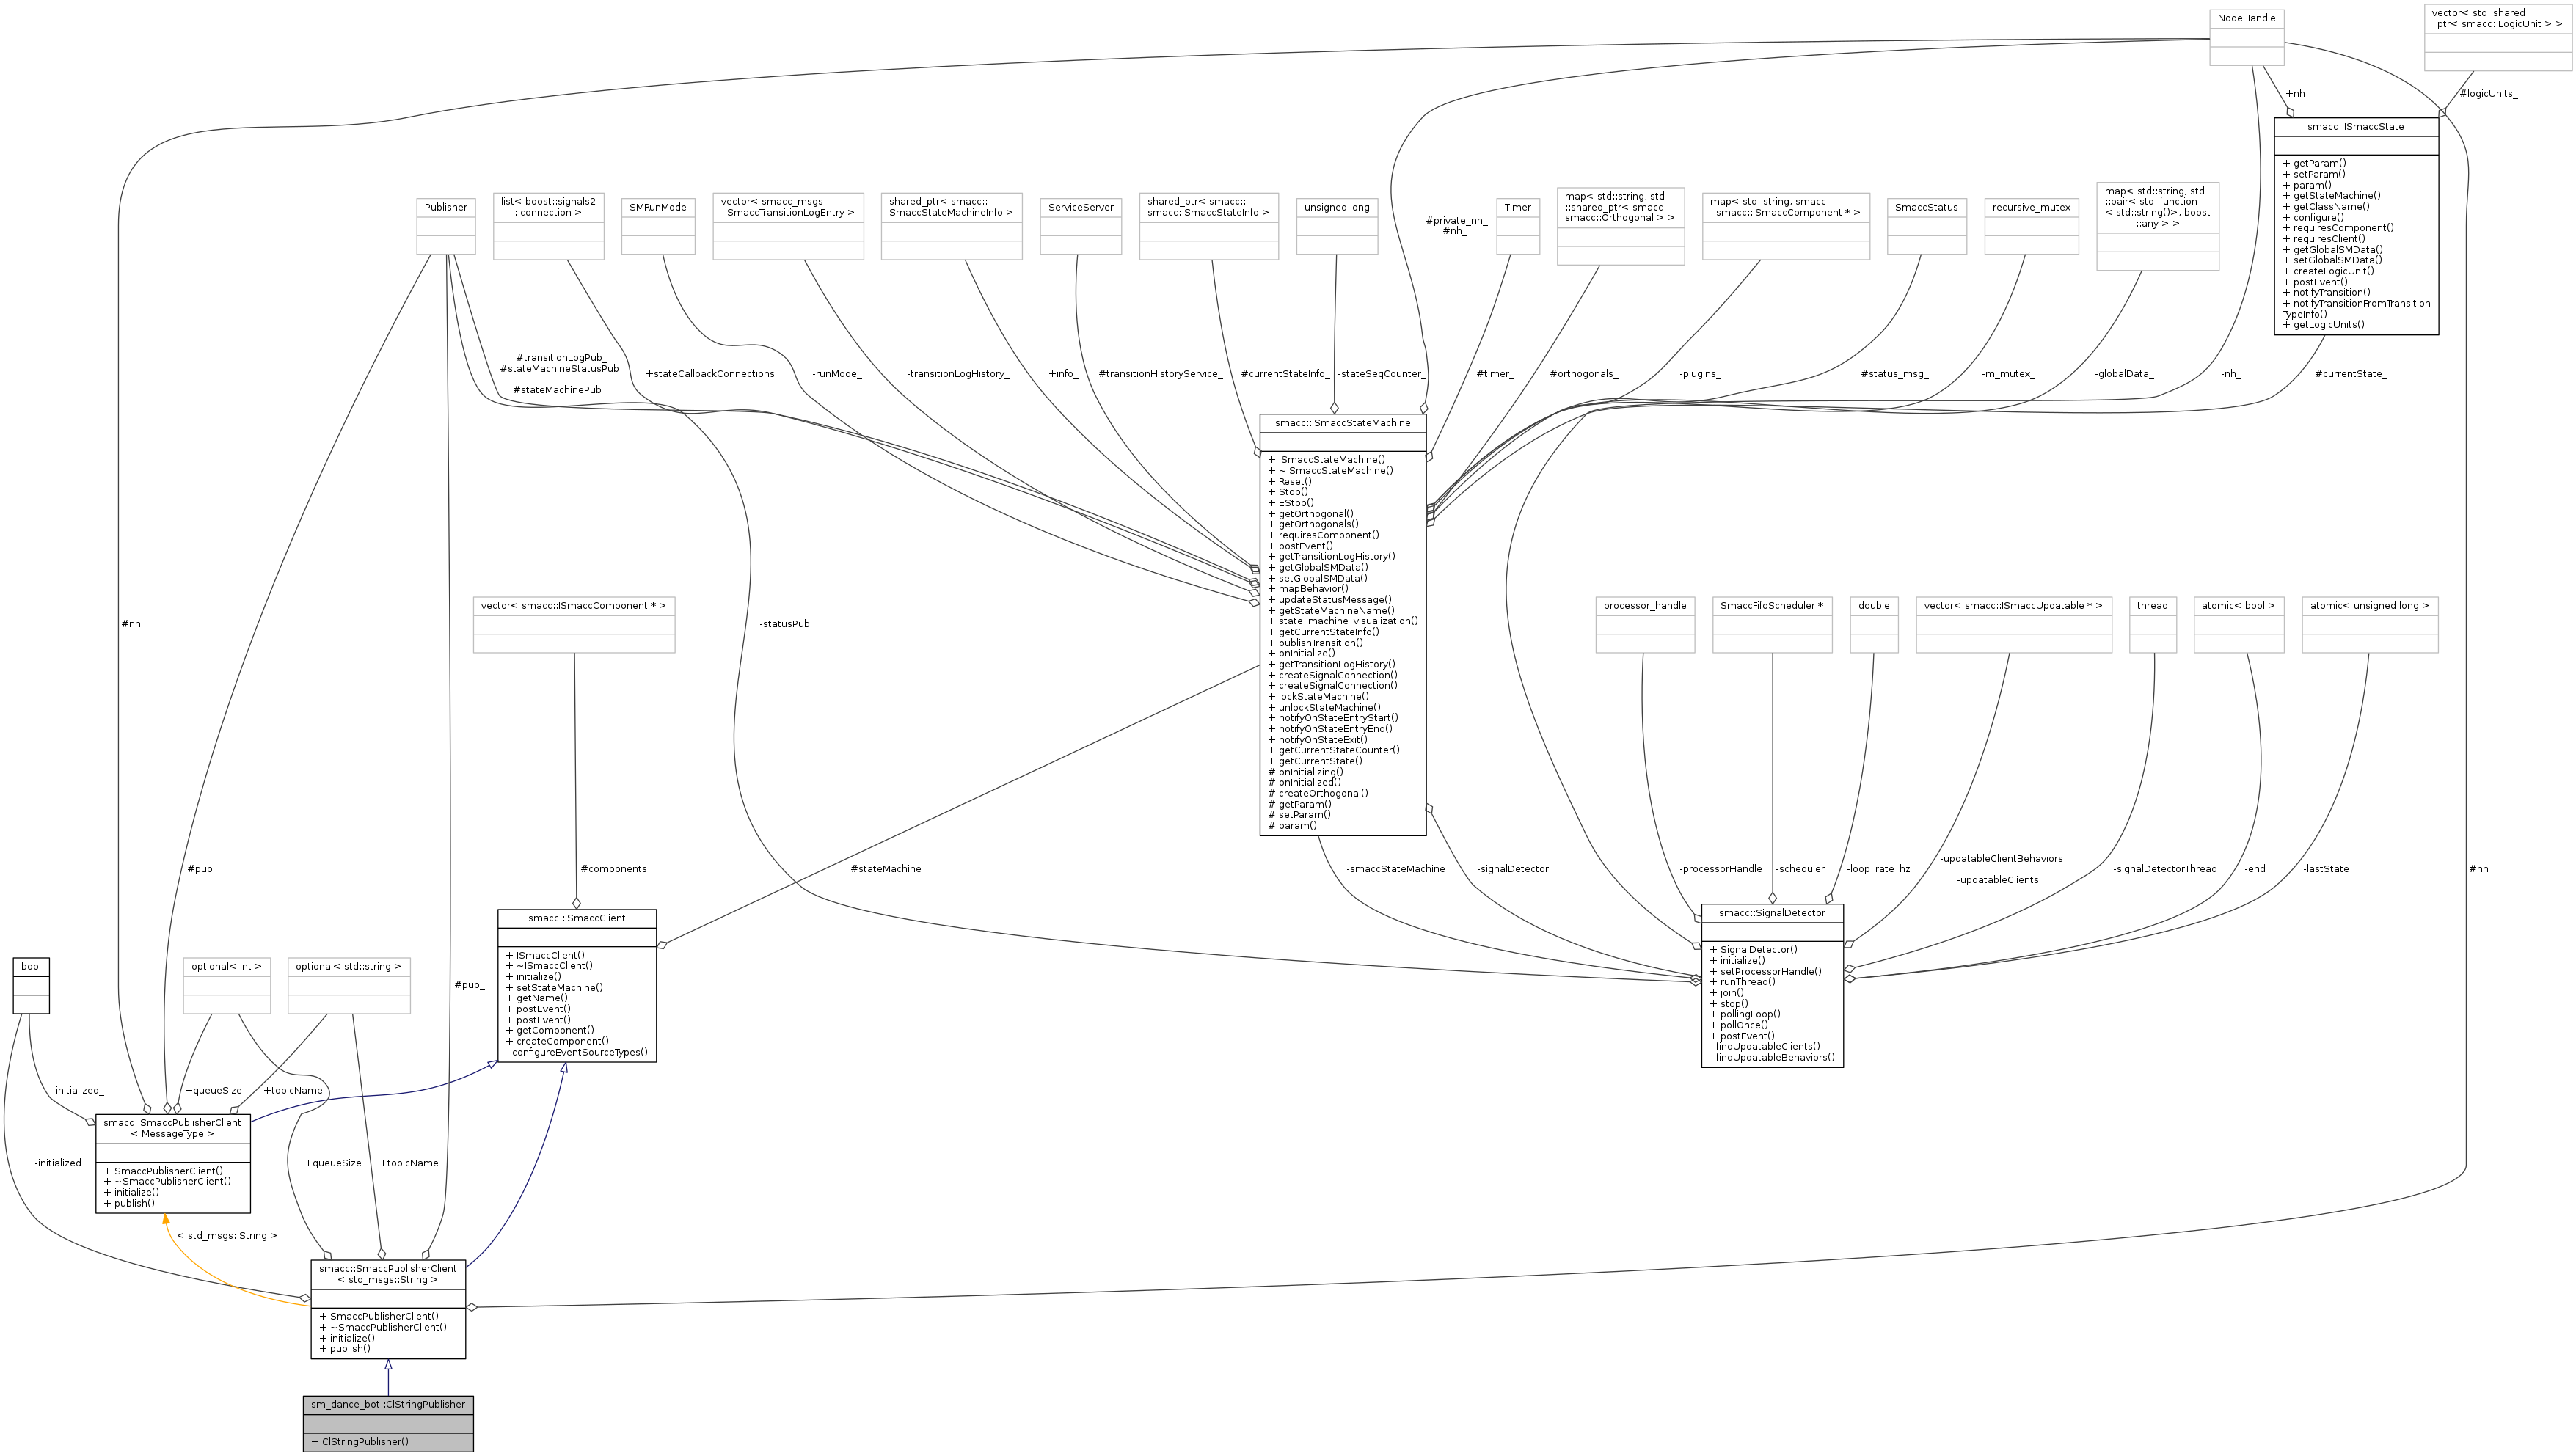 NodeHandle
vector< std::shared
_ptr< smacc::LogicUnit > >
+nh
#logicUnits_
smacc::ISmaccState
+ getParam()
+ setParam()
+ param()
+ getStateMachine()
+ getClassName()
+ configure()
+ requiresComponent()
+ requiresClient()
+ getGlobalSMData()
+ setGlobalSMData()
+ createLogicUnit()
+ postEvent()
+ notifyTransition()
+ notifyTransitionFromTransition
TypeInfo()
+ getLogicUnits()
Publisher
list< boost::signals2
::connection >
SMRunMode
vector< smacc_msgs
::SmaccTransitionLogEntry >
shared_ptr< smacc::
SmaccStateMachineInfo >
ServiceServer
shared_ptr< smacc::
smacc::SmaccStateInfo >
unsigned long
#private_nh_
#nh_
Timer
map< std::string, std
::shared_ptr< smacc::
smacc::Orthogonal > >
map< std::string, smacc
::smacc::ISmaccComponent * >
SmaccStatus
recursive_mutex
map< std::string, std
::pair< std::function
< std::string()>, boost
::any > >
#transitionLogPub_
#stateMachineStatusPub
_
#stateMachinePub_
+stateCallbackConnections
-runMode_
-transitionLogHistory_
+info_
#transitionHistoryService_
#currentStateInfo_
-stateSeqCounter_
#timer_
#orthogonals_
-plugins_
#status_msg_
-m_mutex_
-globalData_
-nh_
#currentState_
smacc::ISmaccStateMachine
+ ISmaccStateMachine()
+ ~ISmaccStateMachine()
+ Reset()
+ Stop()
+ EStop()
+ getOrthogonal()
+ getOrthogonals()
+ requiresComponent()
+ postEvent()
+ getTransitionLogHistory()
+ getGlobalSMData()
+ setGlobalSMData()
+ mapBehavior()
+ updateStatusMessage()
+ getStateMachineName()
+ state_machine_visualization()
+ getCurrentStateInfo()
+ publishTransition()
+ onInitialize()
+ getTransitionLogHistory()
+ createSignalConnection()
+ createSignalConnection()
+ lockStateMachine()
+ unlockStateMachine()
+ notifyOnStateEntryStart()
+ notifyOnStateEntryEnd()
+ notifyOnStateExit()
+ getCurrentStateCounter()
+ getCurrentState()
# onInitializing()
# onInitialized()
# createOrthogonal()
# getParam()
# setParam()
# param()
#nh_
vector< smacc::ISmaccComponent * >
-statusPub_
processor_handle
SmaccFifoScheduler *
double
vector< smacc::ISmaccUpdatable * >
thread
atomic< bool >
atomic< unsigned long >
#pub_
#components_
#stateMachine_
-smaccStateMachine_
-signalDetector_
-processorHandle_
-scheduler_
-loop_rate_hz
-updatableClientBehaviors
_
-updatableClients_
-signalDetectorThread_
-end_
-lastState_
#nh_
smacc::ISmaccClient
+ ISmaccClient()
+ ~ISmaccClient()
+ initialize()
+ setStateMachine()
+ getName()
+ postEvent()
+ postEvent()
+ getComponent()
+ createComponent()
- configureEventSourceTypes()
smacc::SignalDetector
+ SignalDetector()
+ initialize()
+ setProcessorHandle()
+ runThread()
+ join()
+ stop()
+ pollingLoop()
+ pollOnce()
+ postEvent()
- findUpdatableClients()
- findUpdatableBehaviors()
bool
optional< int >
optional< std::string >
#pub_
-initialized_
+queueSize
+topicName
smacc::SmaccPublisherClient
< MessageType >
+ SmaccPublisherClient()
+ ~SmaccPublisherClient()
+ initialize()
+ publish()
-initialized_
+queueSize
+topicName
< std_msgs::String >
smacc::SmaccPublisherClient
< std_msgs::String >
+ SmaccPublisherClient()
+ ~SmaccPublisherClient()
+ initialize()
+ publish()
sm_dance_bot::ClStringPublisher
+ ClStringPublisher()